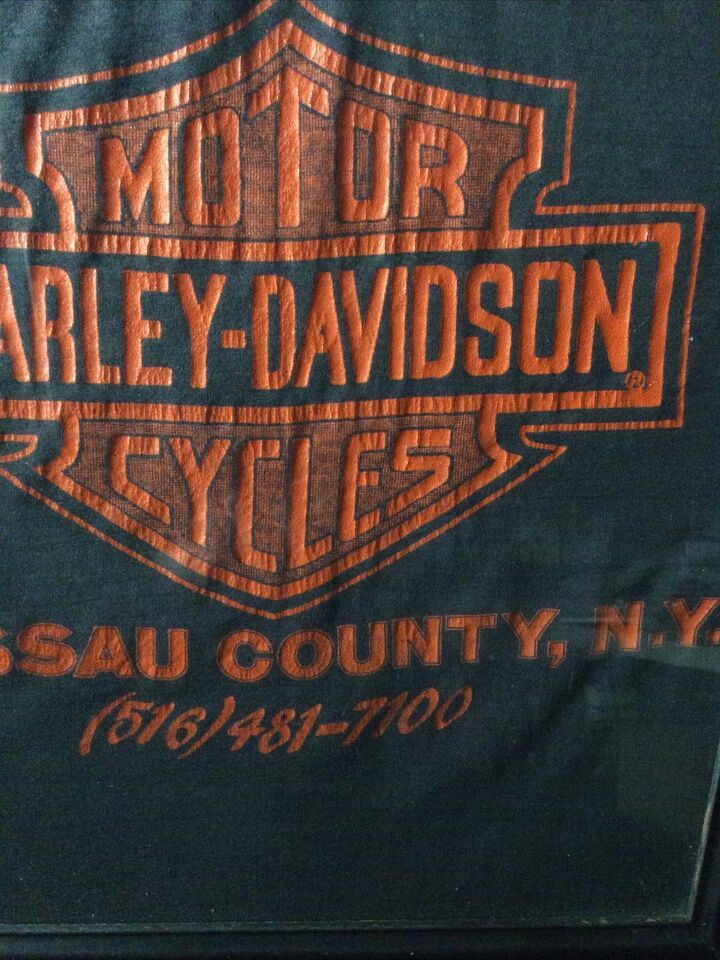 MOTOR
ARLEY-DAVIDSON®
CYCLES
SSAU COUNTY, N.Y.
(516) 481-7100